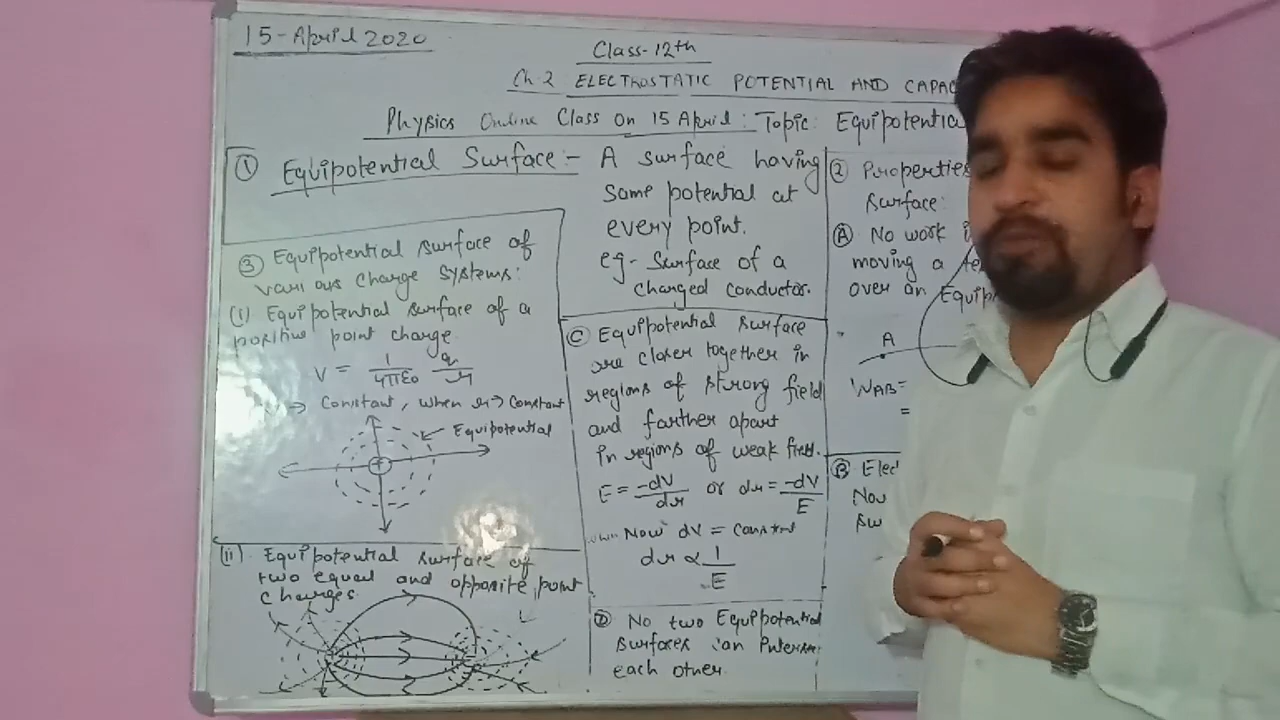 15-April 2020
Class-12th
Ch. 2 ELECTROSTATIC POTENTIAL AND CAPAC
Physics Online Class on 15 April: Topic: Equipotentia
① Equipotential Surface:- A surface having
same potential at
every point.
eg- Surface of a
charged conductor.
③ Equipotential surface of
various charge systems:
(i) Equipotential surface of a
positive point charge
V = 1/4πε₀ q/r
→ Constant, when r → Constant
Equipotential
+
(ii) Equipotential surface of
two equal and opposite point
charges.
Ⓒ Equipotential surface
are closer together in
regions of strong field
and farther apart
in regions of weak field.
E = -dV/dr or dr = -dV/E
Now dV = constant
dr ∝ 1/E
Ⓓ No two Equipotential
surfaces can
each other.
② Properties
surface:
Ⓐ No work
moving a te
over an Equip
A
WAB=
=
Ⓑ Elec